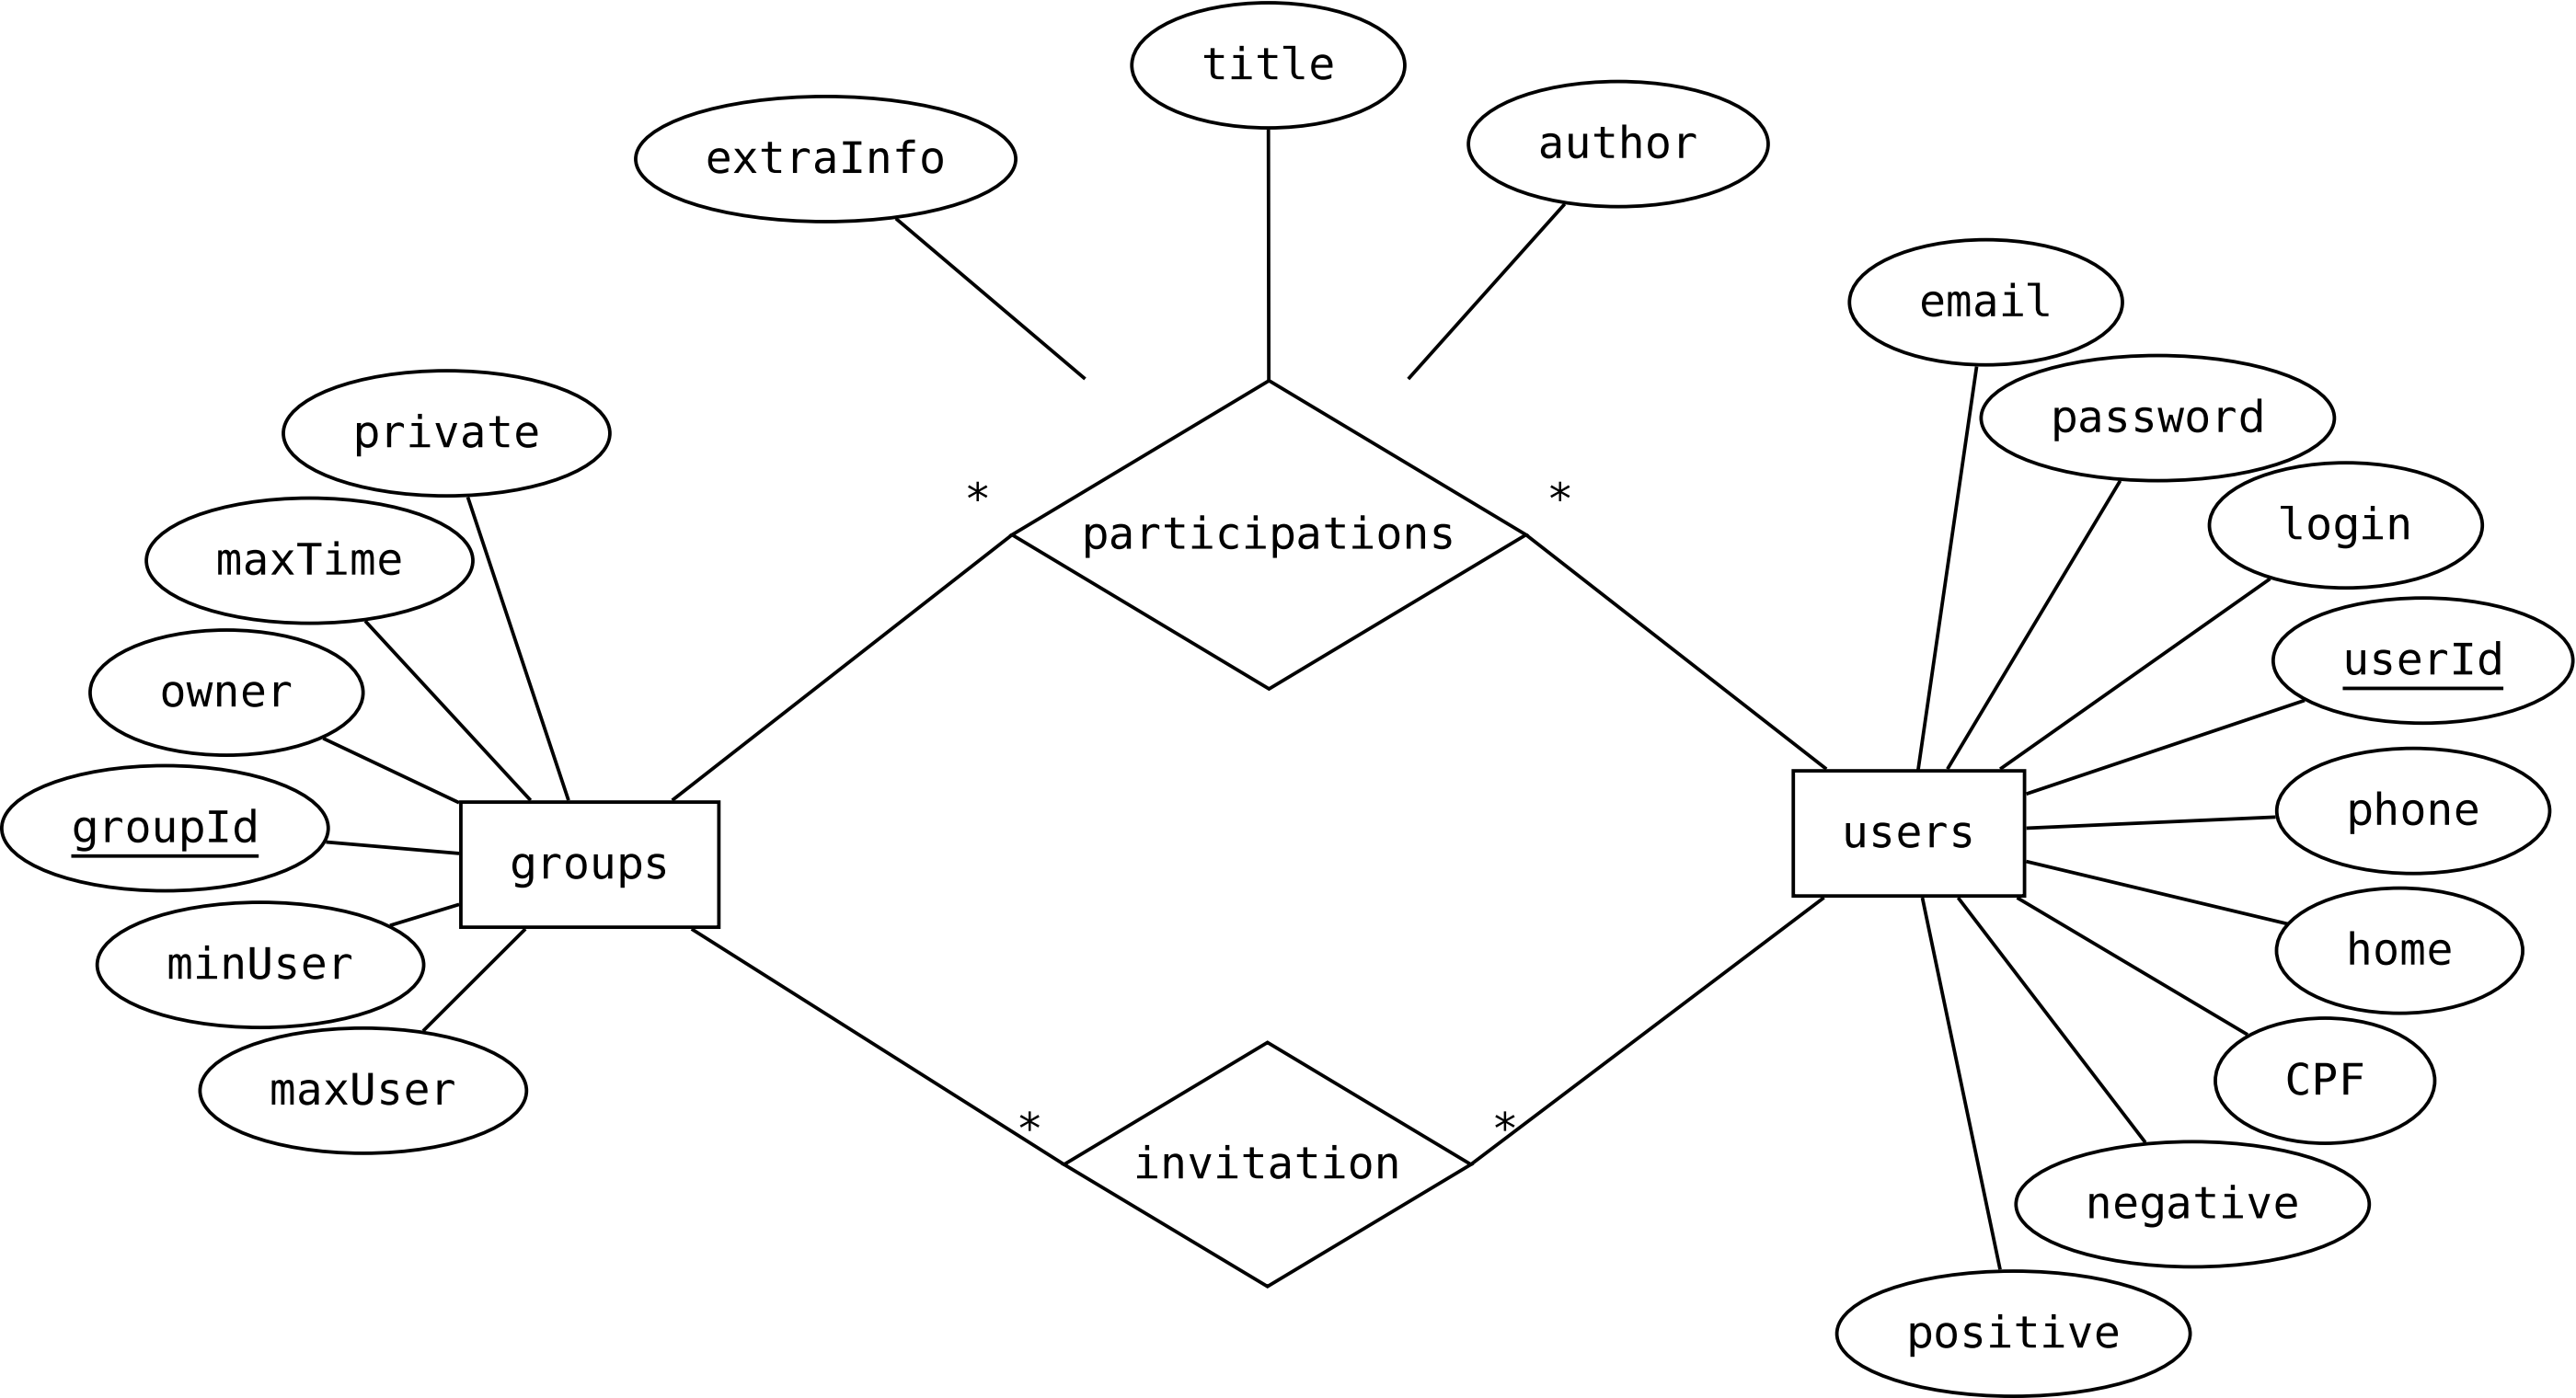 title
author
extraInfo
email
password
private
login
*
*
participations
maxTime
userId
owner
phone
groupId
users
groups
home
minUser
CPF
maxUser
*
*
invitation
negative
positive